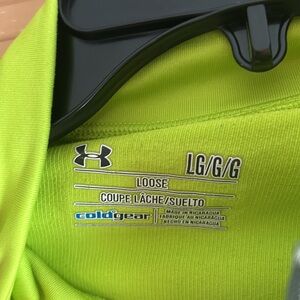 LG/G/G
LOOSE
COUPE LÂCHE/SUELTO
coldgear
MADE IN NICARAGUA
FABRIQUÉ AU NICARAGUA
HECHO EN NICARAGUA